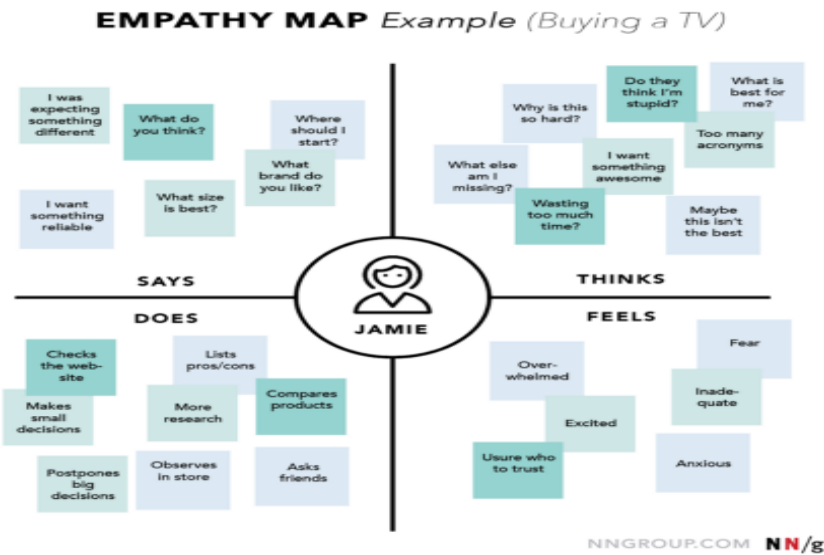 EMPATHY MAP Example (Buying a TV)
I was
expecting
something
different
What do
you think?
Where
should I
start?
What
brand do
you like?
I want
something
reliable
What size
is best?
SAYS
Why is this
so hard?
Do they
think I'm
stupid?
What is
best for
me?
Too many
acronyms
What else
am I
missing?
I want
something
awesome
Wasting
too much
time?
Maybe
this isn't
the best
THINKS
JAMIE
DOES
Checks
the web-
site
Lists
pros/cons
Compares
products
Makes
small
decisions
More
research
Postpones
big
decisions
Observes
in store
Asks
friends
FEELS
Over-
whelmed
Fear
Inade-
quate
Excited
Usure who
to trust
Anxious
NNGROUP.COM NN/g